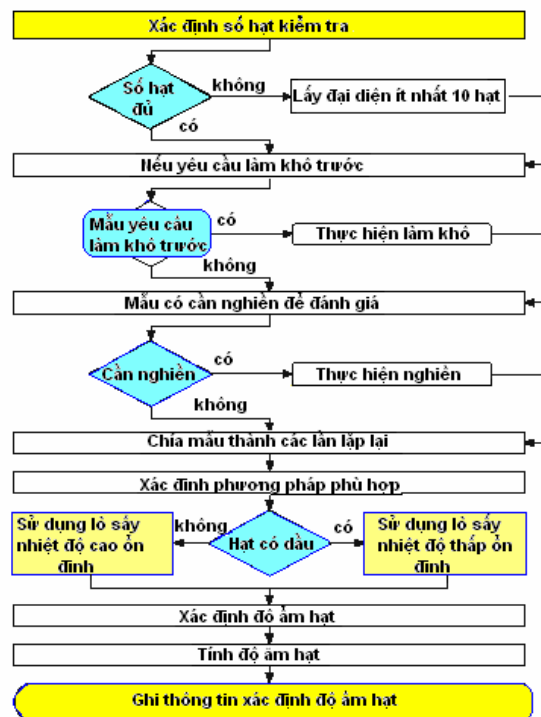 Xác định số hạt kiểm tra
Số hạt
đủ
không
Lấy đại diện ít nhất 10 hạt
có
Nếu yêu cầu làm khô trước
Mẫu yêu câu
làm khô trước
có
Thực hiện làm khô
không
Mẫu có cần nghiền để đánh giá
Cần nghiền
có
Thực hiện nghiền
không
Chía mẫu thành các lần lặp lại
Xác đinh phương pháp phù hợp
Sử dụng lò sấy
nhiệt độ cao ổn
đinh
không
Hạt có dầu
có
Sử dụng lò sấy
nhiệt độ thấp ổn
đinh
Xác định độ ẩm hạt
Tính độ ẩm hạt
Ghi thông tin xác định độ ẩm hạt